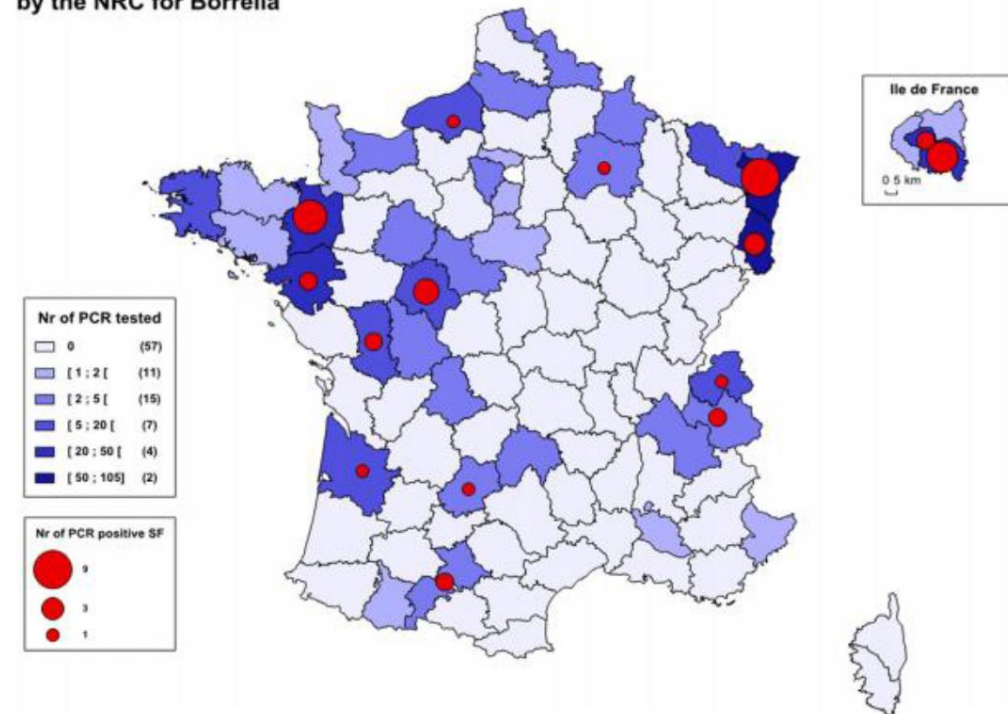 by the NRC for Borrelia
Ile de France
0 5 km
Nr of PCR tested
0 (57)
[ 1 ; 2 [ (11)
[ 2 ; 5 [ (15)
[ 5 ; 20 [ (7)
[ 20 ; 50 [ (4)
[ 50 ; 105] (2)
Nr of PCR positive SF
9
3
1